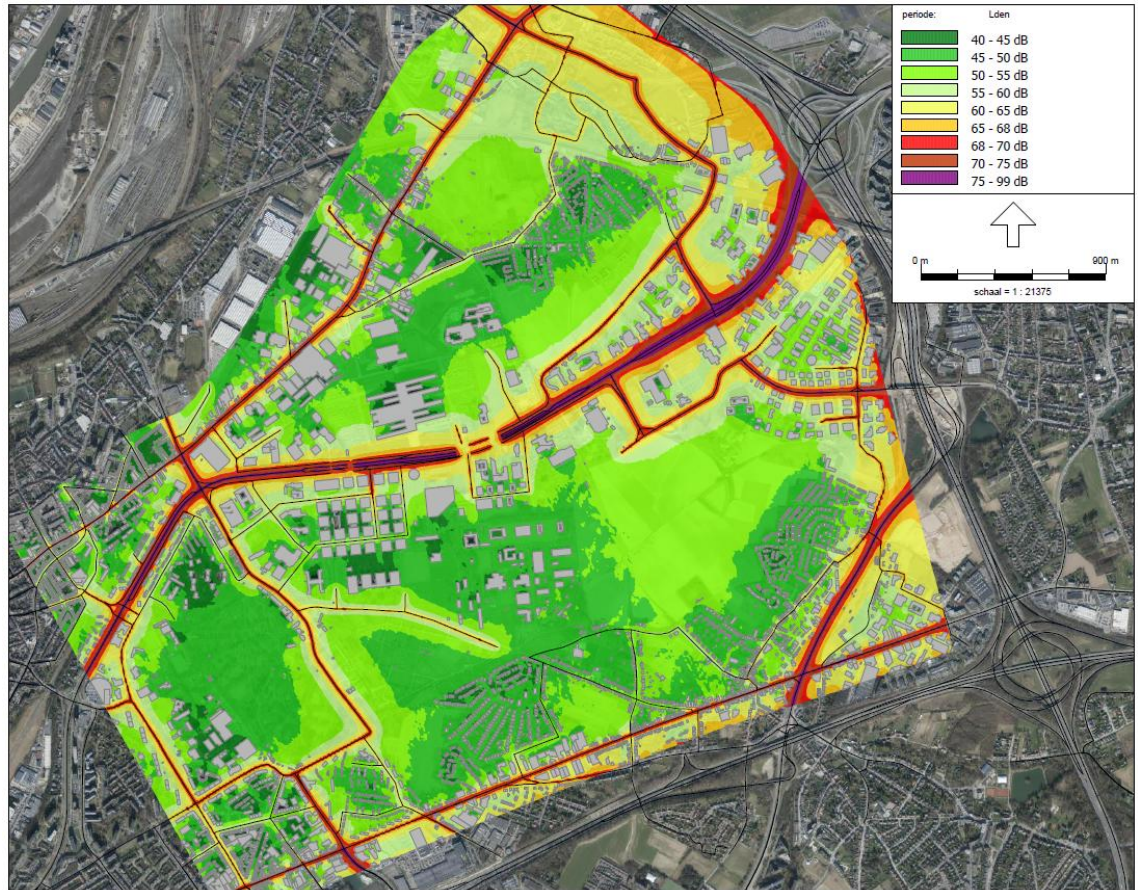 periode: Lden
40 - 45 dB
45 - 50 dB
50 - 55 dB
55 - 60 dB
60 - 65 dB
65 - 68 dB
68 - 70 dB
70 - 75 dB
75 - 99 dB
0 m 900 m
schaal = 1 : 21375